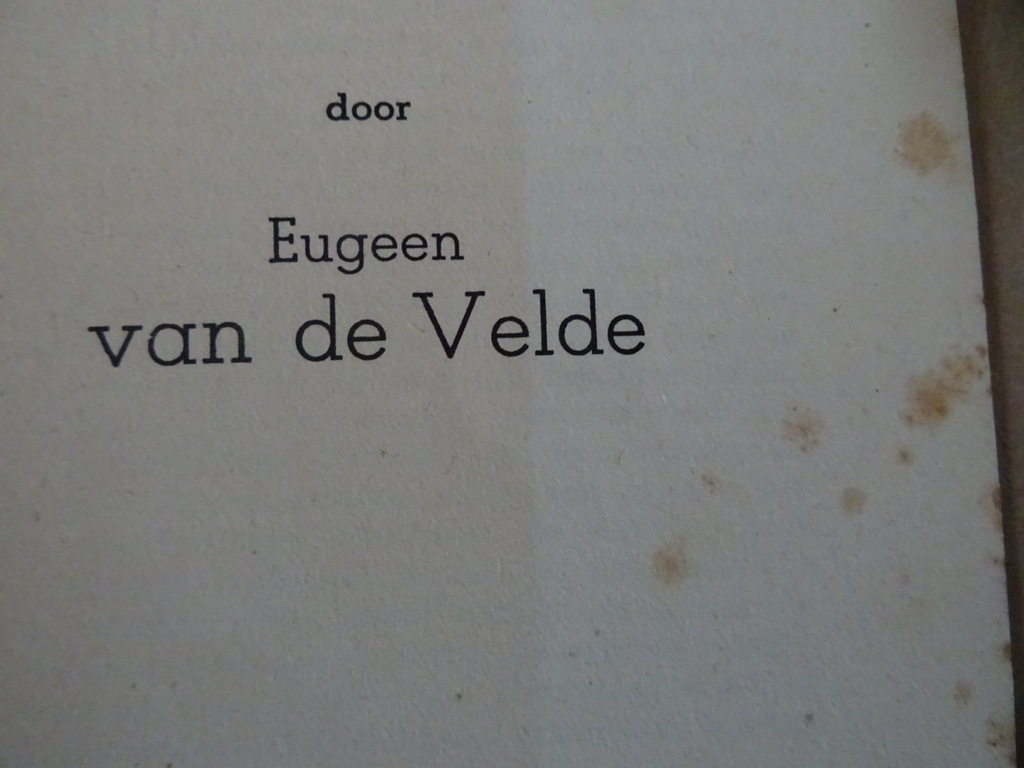 door
Eugeen
van de Velde